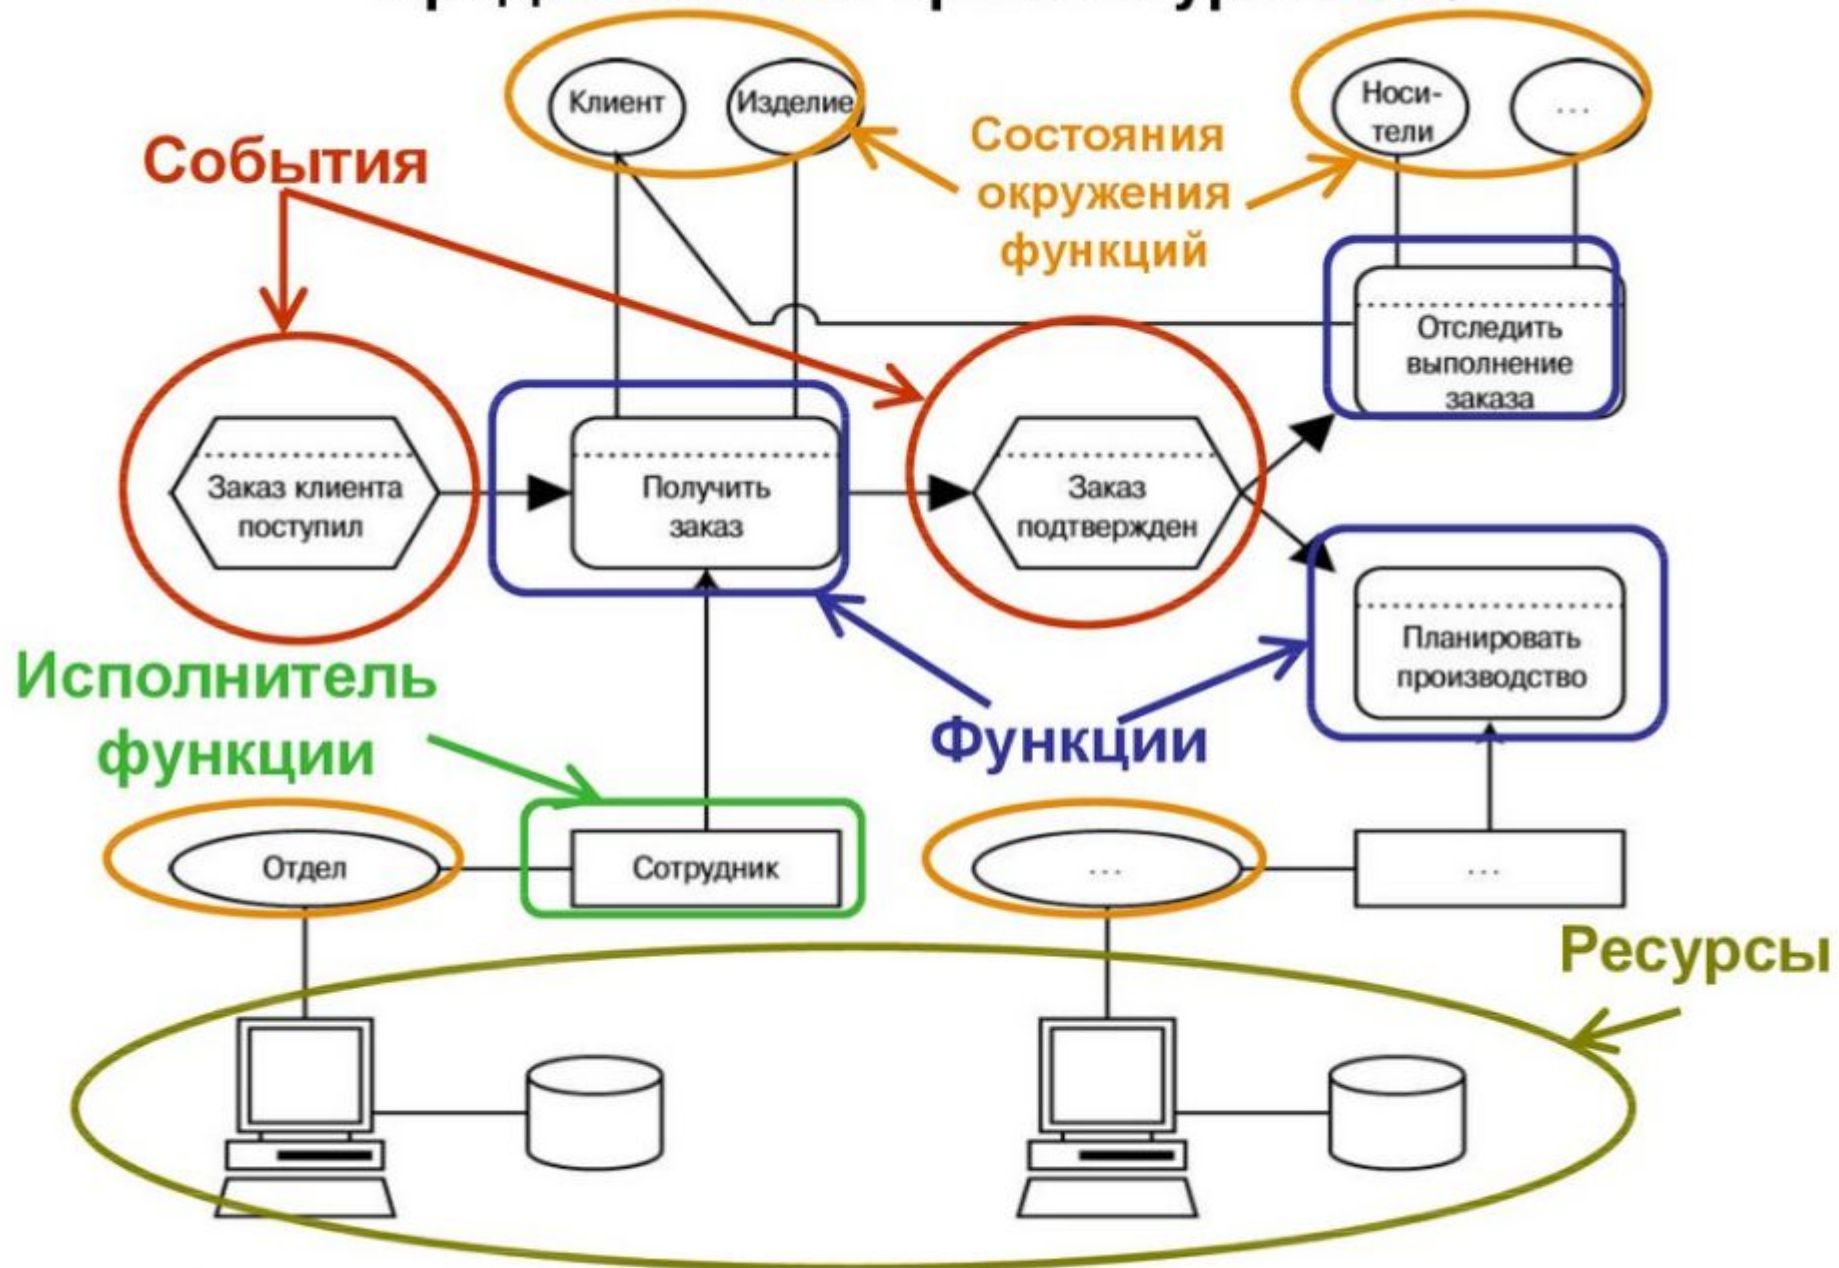 Клиент
Изделие
Носи-
тели
...
События
Состояния
окружения
функций
Отследить
выполнение
заказа
Заказ клиента
поступил
Получить
заказ
Заказ
подтвержден
Планировать
производство
Исполнитель
функции
Функции
Отдел
Сотрудник
...
...
Ресурсы